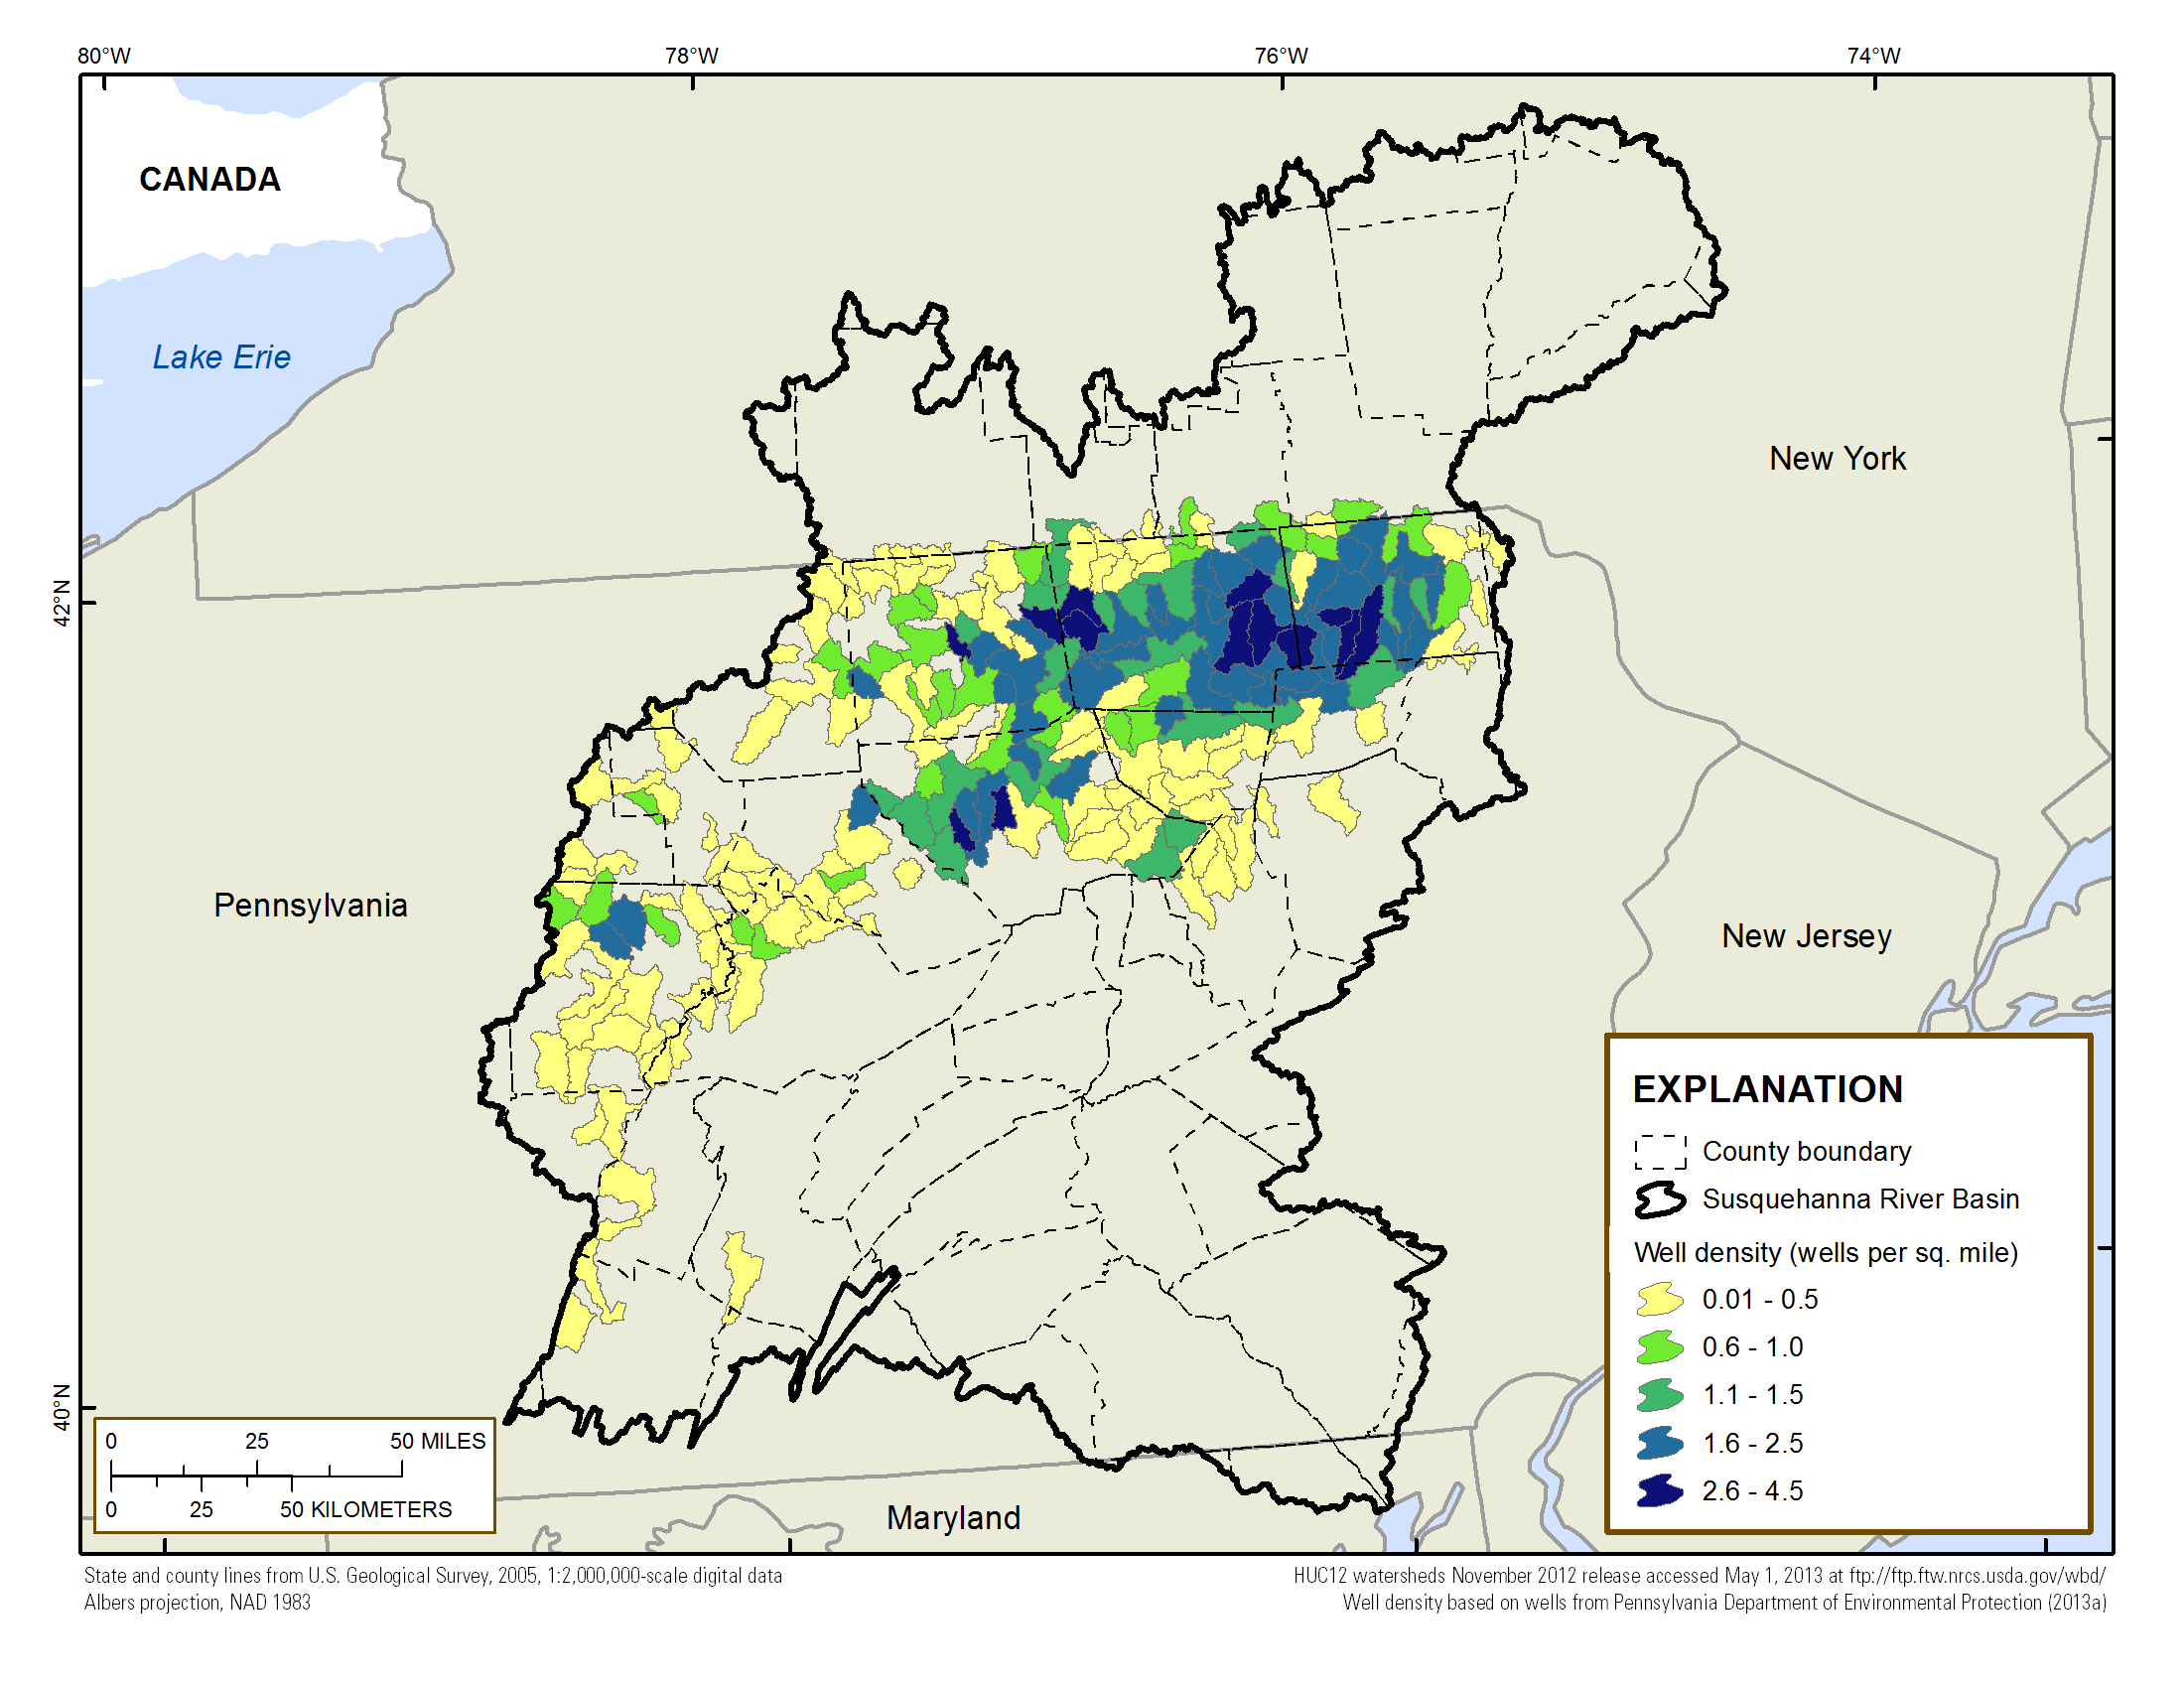 80°W
78°W
76°W
74°W
CANADA
Lake Erie
New York
42°N
Pennsylvania
New Jersey
EXPLANATION
County boundary
Susquehanna River Basin
Well density (wells per sq. mile)
0.01 - 0.5
0.6 - 1.0
1.1 - 1.5
1.6 - 2.5
2.6 - 4.5
40°N
0 25 50 MILES
0 25 50 KILOMETERS
Maryland
State and county lines from U.S. Geological Survey, 2005, 1:2,000,000-scale digital data
Albers projection, NAD 1983
HUC12 watersheds November 2012 release accessed May 1, 2013 at ftp://ftp.ftw.nrcs.usda.gov/wbd/
Well density based on wells from Pennsylvania Department of Environmental Protection (2013a)